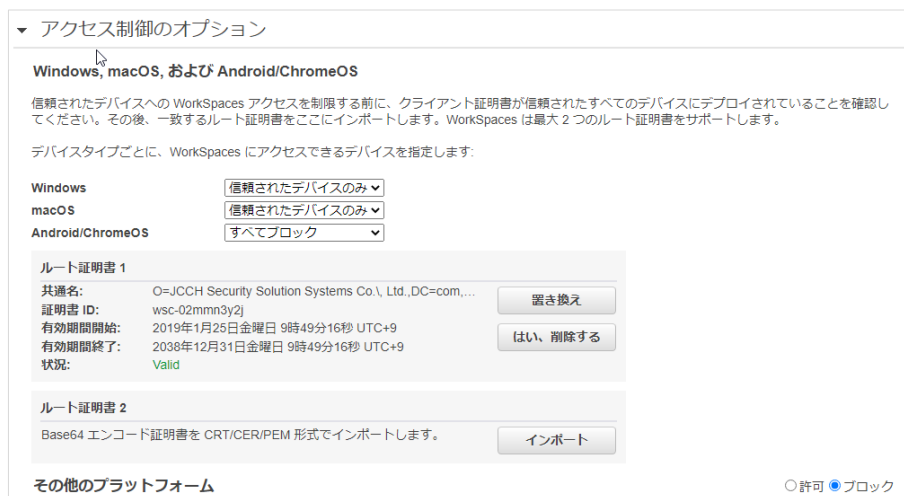 アクセス制御のオプション
Windows, macOS, および Android/ChromeOS
信頼されたデバイスへの WorkSpaces アクセスを制限する前に、クライアント証明書が信頼されたすべてのデバイスにデプロイされていることを確認し
てください。その後、一致するルート証明書をここにインポートします。WorkSpaces は最大 2 つのルート証明書をサポートします。
デバイスタイプごとに、WorkSpaces にアクセスできるデバイスを指定します:
Windows 信頼されたデバイスのみ
macOS 信頼されたデバイスのみ
Android/ChromeOS すべてブロック
ルート証明書 1
共通名: O=JCCH Security Solution Systems Co.\, Ltd.,DC=com,...
証明書 ID: wsc-02mmn3y2j
有効期間開始: 2019年1月25日金曜日 9時49分16秒 UTC+9
有効期間終了: 2038年12月31日金曜日 9時49分16秒 UTC+9
状況: Valid
置き換え
はい、削除する
ルート証明書 2
Base64 エンコード証明書を CRT/CER/PEM 形式でインポートします。
インポート
その他のプラットフォーム 許可 ブロック